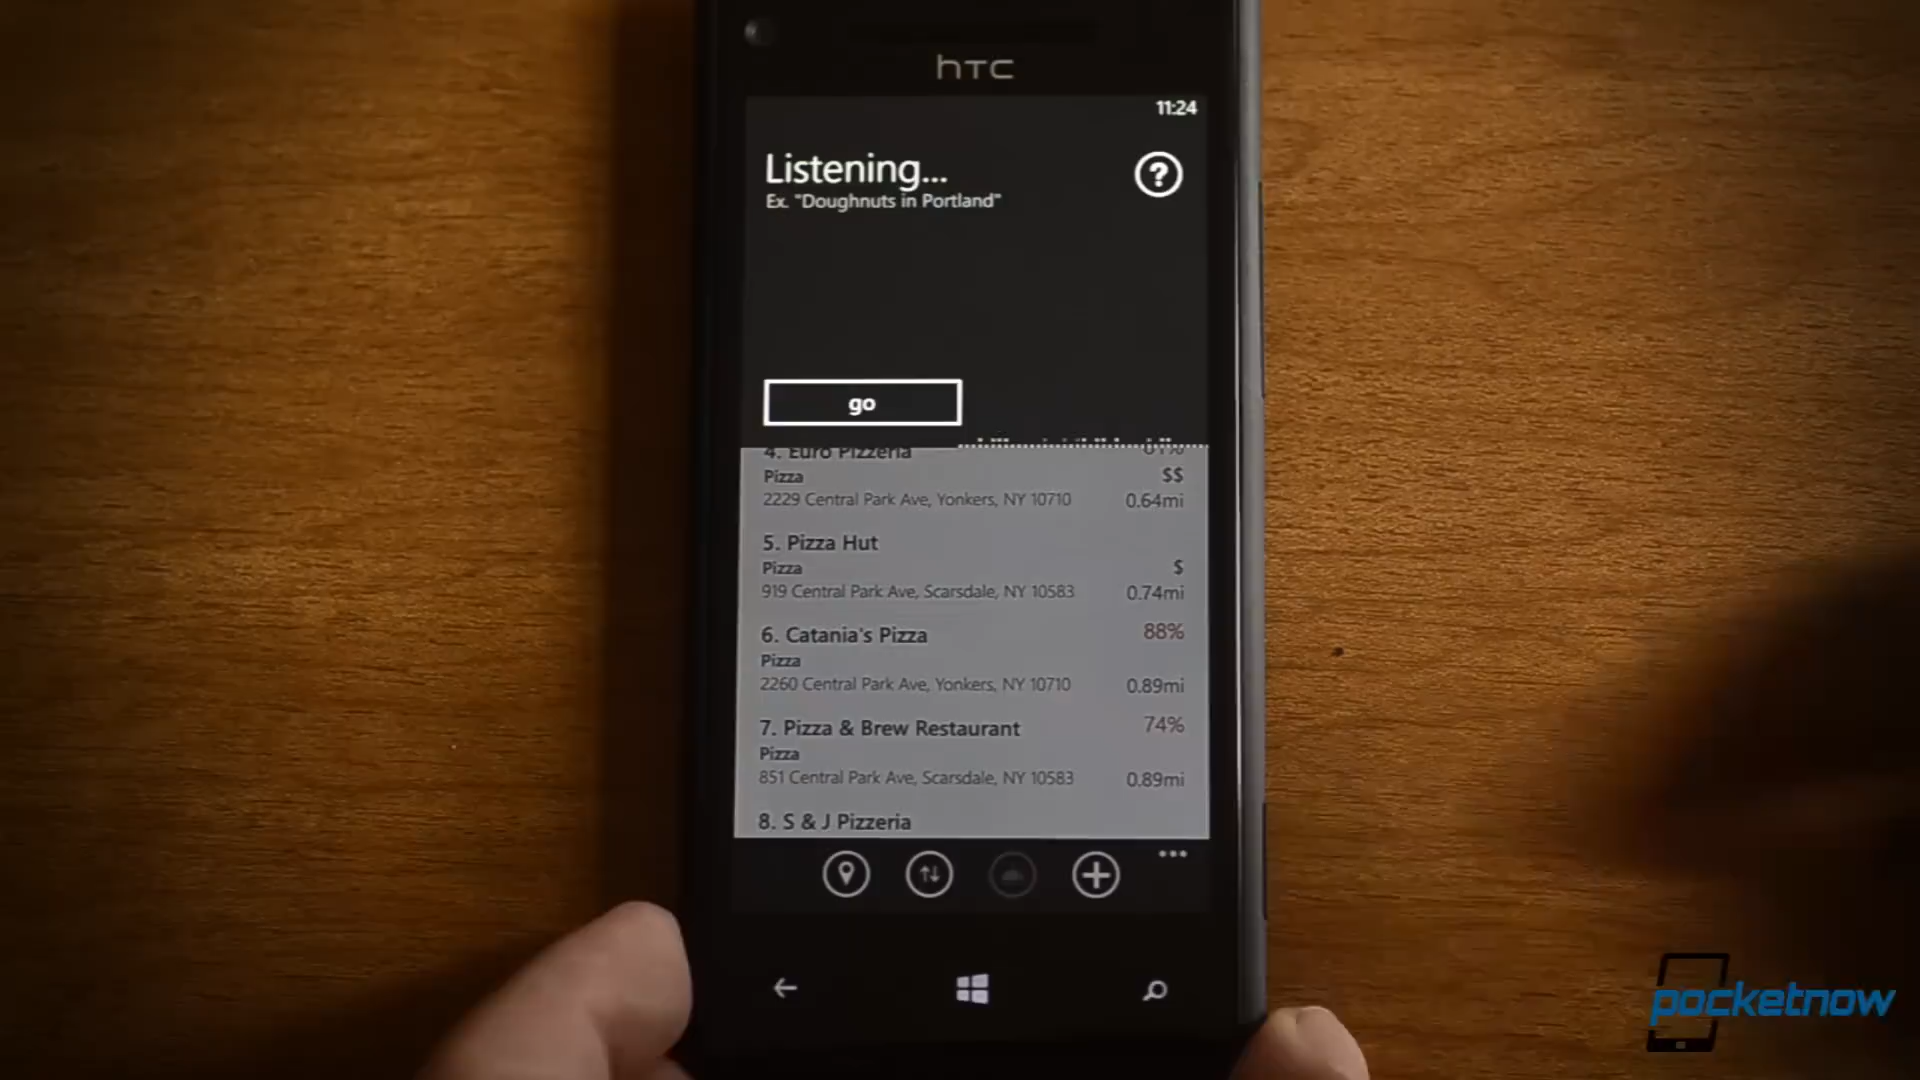 hTC
11:24
Listening...
Ex. "Doughnuts in Portland"
go
4. Euro Pizzeria
Pizza
$$
2229 Central Park Ave, Yonkers, NY 10710
0.64mi
5. Pizza Hut
Pizza
$
919 Central Park Ave, Scarsdale, NY 10583
0.74mi
6. Catania's Pizza
88%
Pizza
2260 Central Park Ave, Yonkers, NY 10710
0.89mi
7. Pizza & Brew Restaurant
74%
Pizza
851 Central Park Ave, Scarsdale, NY 10583
0.89mi
8. S & J Pizzeria
pocketnow